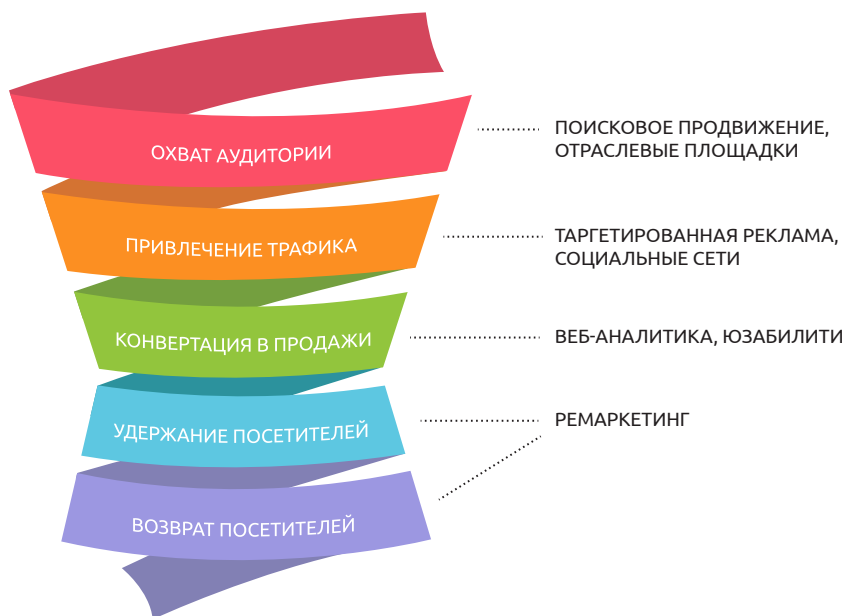 ОХВАТ АУДИТОРИИ
ПОИСКОВОЕ ПРОДВИЖЕНИЕ,
ОТРАСЛЕВЫЕ ПЛОЩАДКИ
ПРИВЛЕЧЕНИЕ ТРАФИКА
ТАРГЕТИРОВАННАЯ РЕКЛАМА,
СОЦИАЛЬНЫЕ СЕТИ
КОНВЕРТАЦИЯ В ПРОДАЖИ
ВЕБ-АНАЛИТИКА, ЮЗАБИЛИТИ
УДЕРЖАНИЕ ПОСЕТИТЕЛЕЙ
РЕМАРКЕТИНГ
ВОЗВРАТ ПОСЕТИТЕЛЕЙ